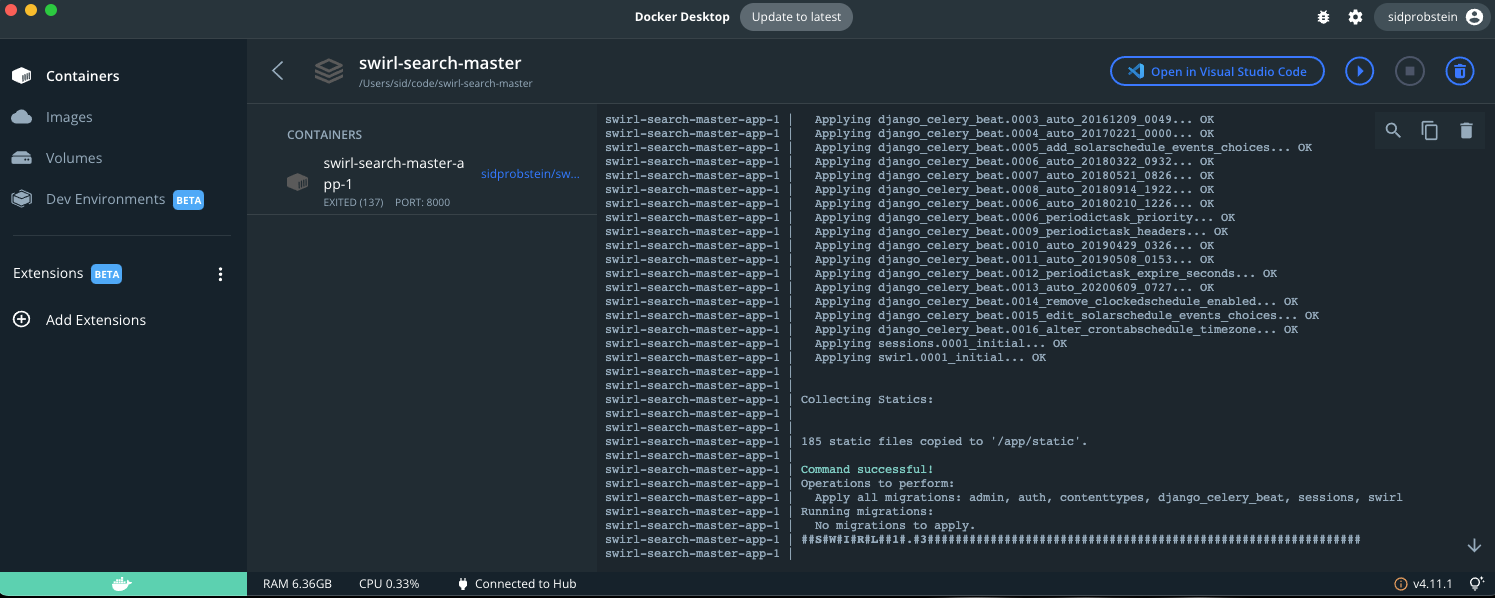 Docker Desktop
Update to latest
sidprobstein
Containers
Images
Volumes
Dev Environments BETA
Extensions BETA
Add Extensions
swirl-search-master
/Users/sid/code/swirl-search-master
Open in Visual Studio Code
CONTAINERS
swirl-search-master-a
pp-1
sidprobstein/sw...
EXITED (137) PORT: 8000
swirl-search-master-app-1 | Applying django_celery_beat.0003_auto_20161209_0049... OK
swirl-search-master-app-1 | Applying django_celery_beat.0004_auto_20170221_0000... OK
swirl-search-master-app-1 | Applying django_celery_beat.0005_add_solarschedule_events_choices... OK
swirl-search-master-app-1 | Applying django_celery_beat.0006_auto_20180322_0932... OK
swirl-search-master-app-1 | Applying django_celery_beat.0007_auto_20180521_0826... OK
swirl-search-master-app-1 | Applying django_celery_beat.0008_auto_20180914_1922... OK
swirl-search-master-app-1 | Applying django_celery_beat.0006_auto_20180210_1226... OK
swirl-search-master-app-1 | Applying django_celery_beat.0006_periodictask_priority... OK
swirl-search-master-app-1 | Applying django_celery_beat.0009_periodictask_headers... OK
swirl-search-master-app-1 | Applying django_celery_beat.0010_auto_20190429_0326... OK
swirl-search-master-app-1 | Applying django_celery_beat.0011_auto_20190508_0153... OK
swirl-search-master-app-1 | Applying django_celery_beat.0012_periodictask_expire_seconds... OK
swirl-search-master-app-1 | Applying django_celery_beat.0013_auto_20200609_0727... OK
swirl-search-master-app-1 | Applying django_celery_beat.0014_remove_clockedschedule_enabled... OK
swirl-search-master-app-1 | Applying django_celery_beat.0015_edit_solarschedule_events_choices... OK
swirl-search-master-app-1 | Applying django_celery_beat.0016_alter_crontabschedule_timezone... OK
swirl-search-master-app-1 | Applying sessions.0001_initial... OK
swirl-search-master-app-1 | Applying swirl.0001_initial... OK
swirl-search-master-app-1 |
swirl-search-master-app-1 |
swirl-search-master-app-1 | Collecting Statics:
swirl-search-master-app-1 |
swirl-search-master-app-1 |
swirl-search-master-app-1 | 185 static files copied to '/app/static'.
swirl-search-master-app-1 |
swirl-search-master-app-1 | Command successful!
swirl-search-master-app-1 | Operations to perform:
swirl-search-master-app-1 | Apply all migrations: admin, auth, contenttypes, django_celery_beat, sessions, swirl
swirl-search-master-app-1 | Running migrations:
swirl-search-master-app-1 | No migrations to apply.
swirl-search-master-app-1 | ##S#W#I#R#L##1#.#3##############################################################
swirl-search-master-app-1 |
RAM 6.36GB CPU 0.33% Connected to Hub
v4.11.1